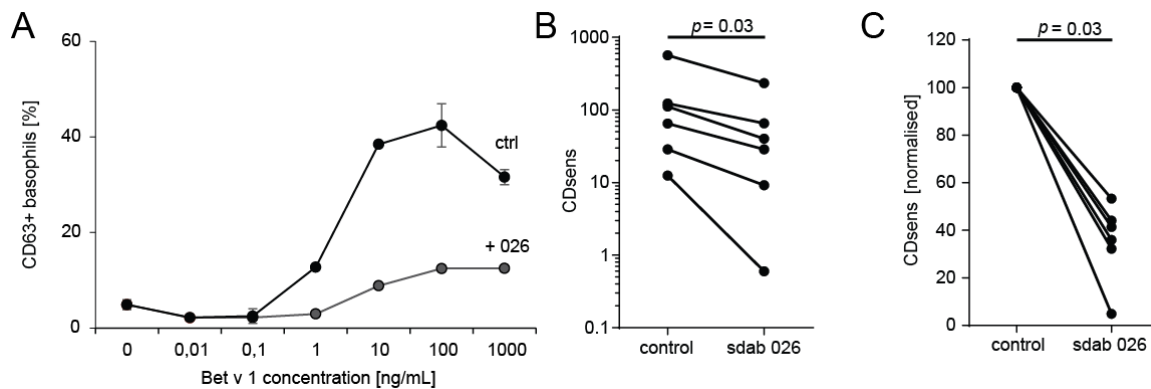 A
60
40
20
0
CD63+ basophils [%]
ctrl
+ 026
0
0,01
0,1
1
10
100
1000
Bet v 1 concentration [ng/mL]
B
p = 0.03
1000
100
10
1
0.1
CDsens
control
sdab 026
C
p = 0.03
120
100
80
60
40
20
0
CDsens [normalised]
control
sdab 026